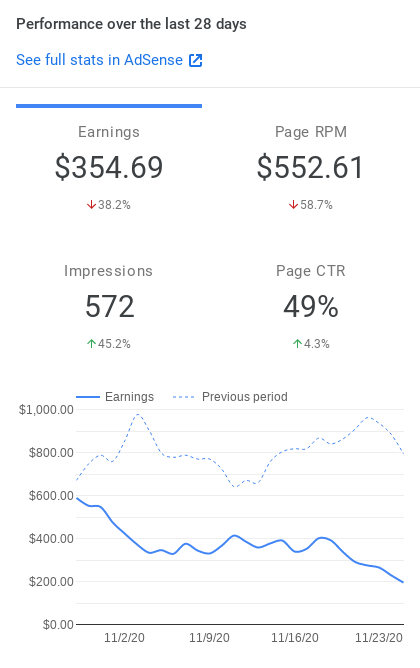 Performance over the last 28 days
See full stats in AdSense
Earnings Page RPM
$354.69 $552.61
38.2% 58.7%
Impressions Page CTR
572 49%
45.2% 4.3%
Earnings Previous period
$1,000.00
$800.00
$600.00
$400.00
$200.00
$0.00
11/2/20 11/9/20 11/16/20 11/23/20